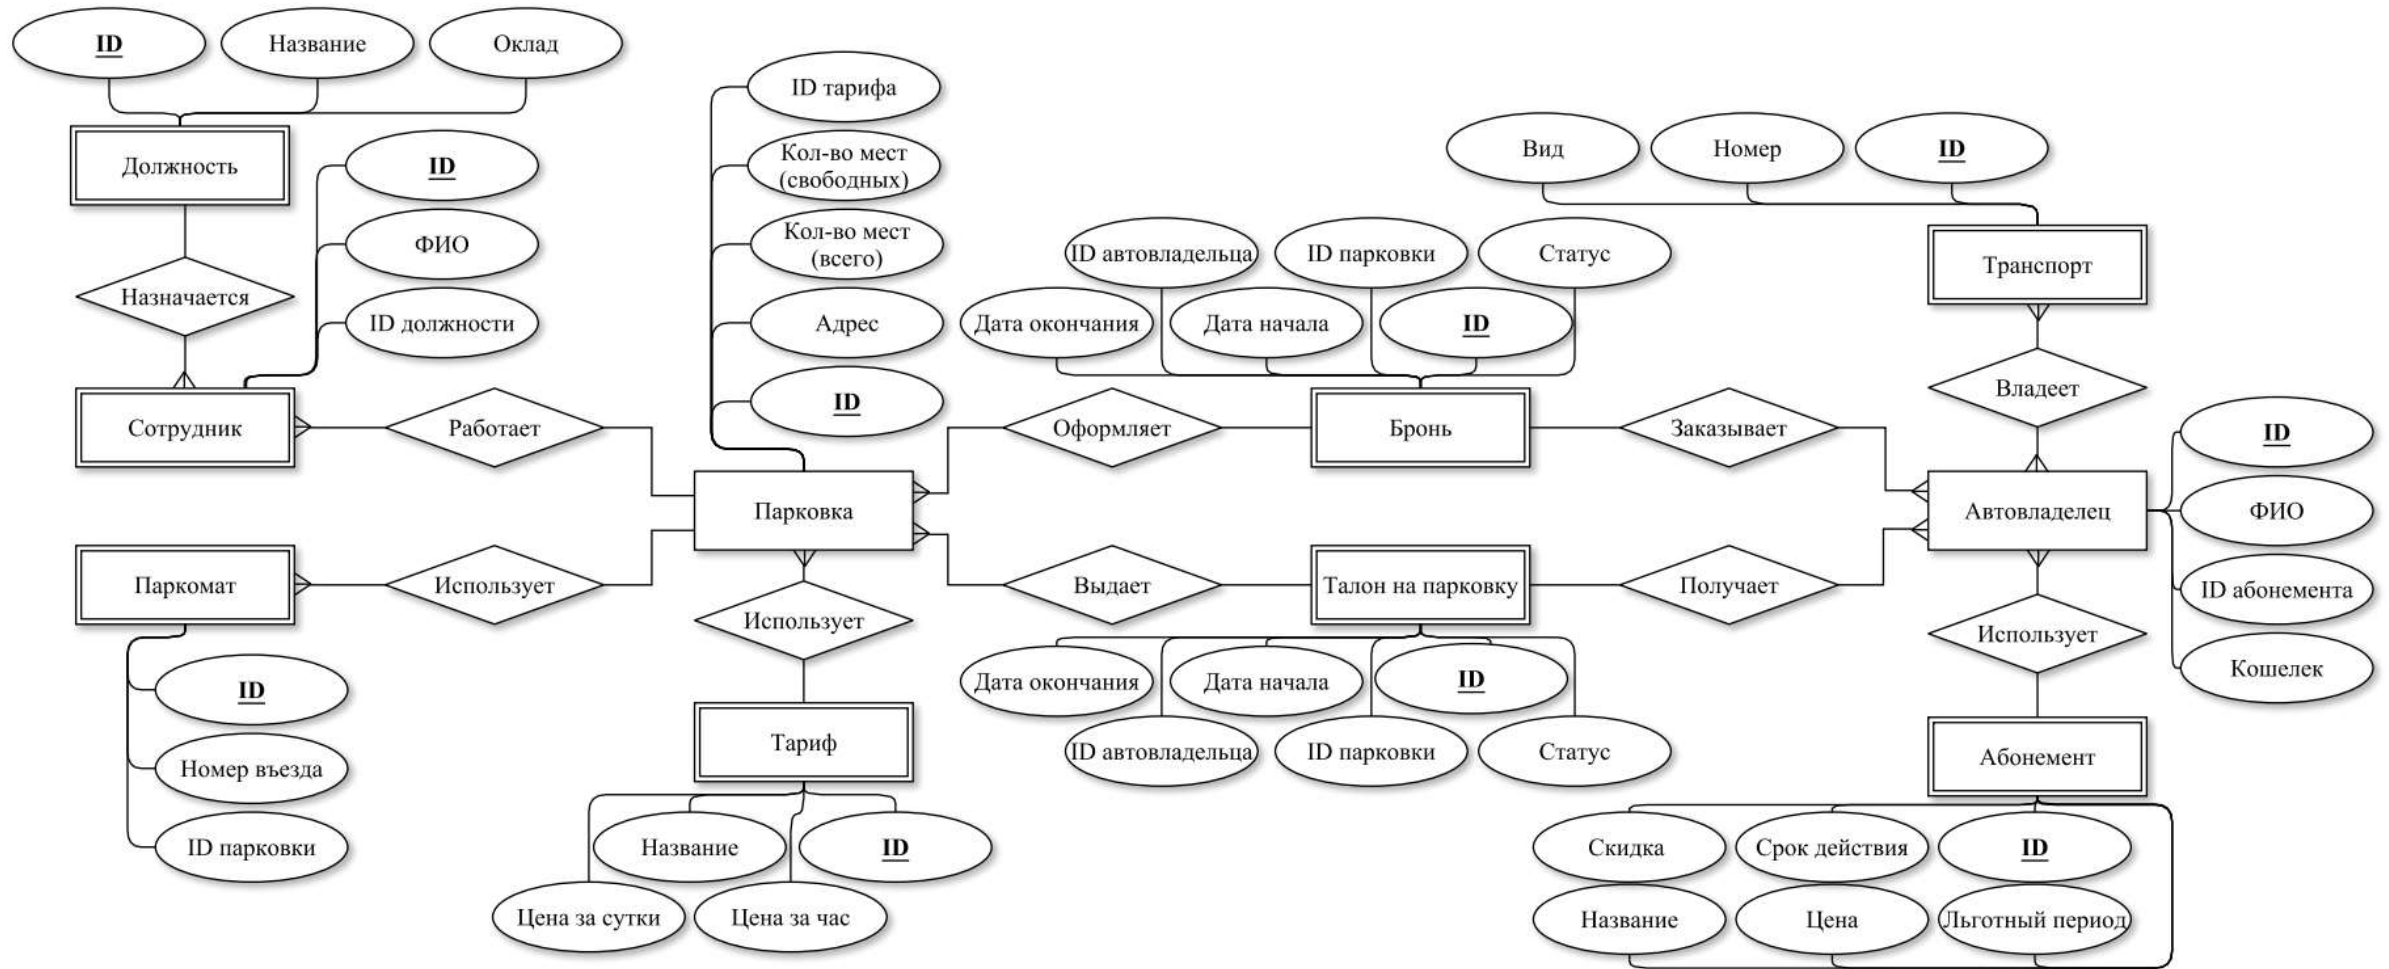 ID
Название
Оклад
ID тарифа
Должность
ID
Кол-во мест
(свободных)
Вид
Номер
ID
ФИО
Кол-во мест
(всего)
ID автовладельца
ID парковки
Статус
Транспорт
Назначается
ID должности
Адрес
Дата окончания
Дата начала
ID
Владеет
ID
Сотрудник
Работает
Оформляет
Бронь
Заказывает
ID
Парковка
Автовладелец
ФИО
Паркомат
Использует
Использует
Выдает
Талон на парковку
Получает
ID абонемента
Использует
Кошелек
ID
Дата окончания
Дата начала
ID
Номер въезда
Тариф
ID автовладельца
ID парковки
Статус
Абонемент
ID парковки
Название
ID
Скидка
Срок действия
ID
Цена за сутки
Цена за час
Название
Цена
Льготный период